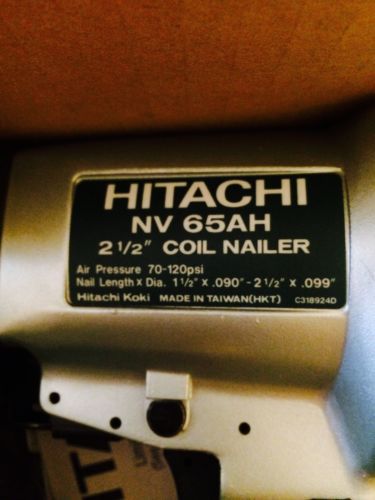 HITACHI
NV 65AH
2 1/2" COIL NAILER
Air Pressure 70-120psi
Nail Length x Dia. 1 1/2" x .090"-2 1/2" x .099"
Hitachi Koki MADE IN TAIWAN(HKT) C318924D